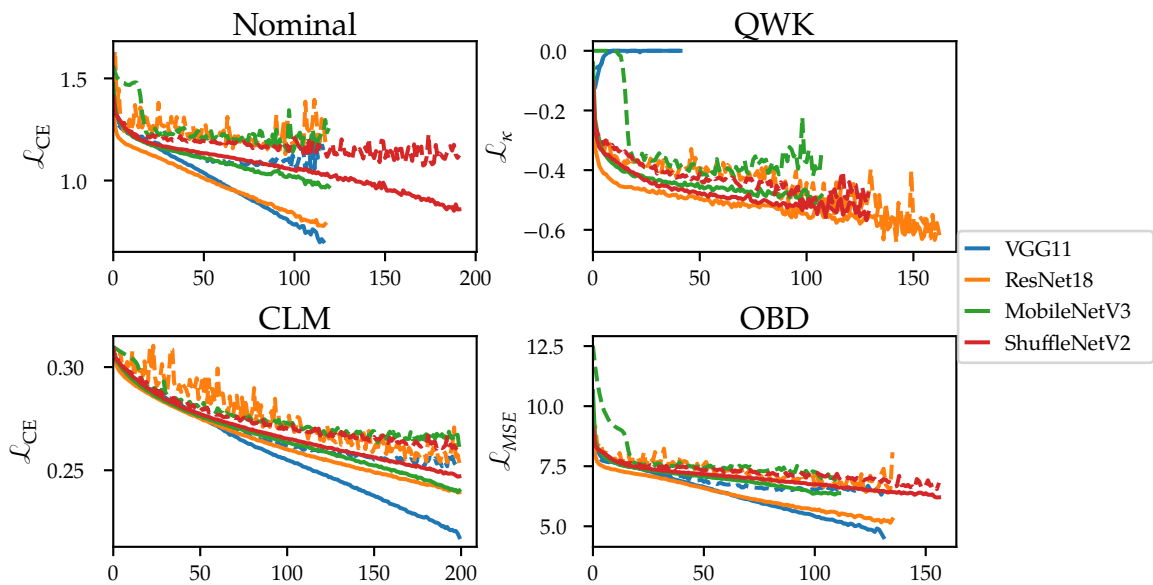 Nominal
ℒCE
1.5
1.0
0 50 100 150 200
QWK
ℒκ
0.0
−0.2
−0.4
−0.6
0 50 100 150
VGG11
ResNet18
MobileNetV3
ShuffleNetV2
CLM
ℒCE
0.30
0.25
0 50 100 150 200
OBD
ℒMSE
12.5
10.0
7.5
5.0
0 50 100 150